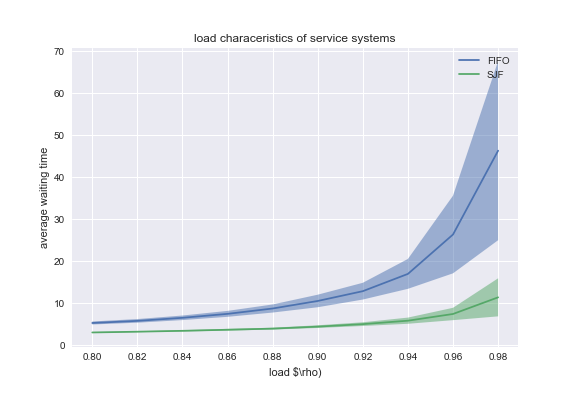 load characeristics of service systems
FIFO
SJF
average waiting time
70
60
50
40
30
20
10
0
0.80 0.82 0.84 0.86 0.88 0.90 0.92 0.94 0.96 0.98
load $\rho)